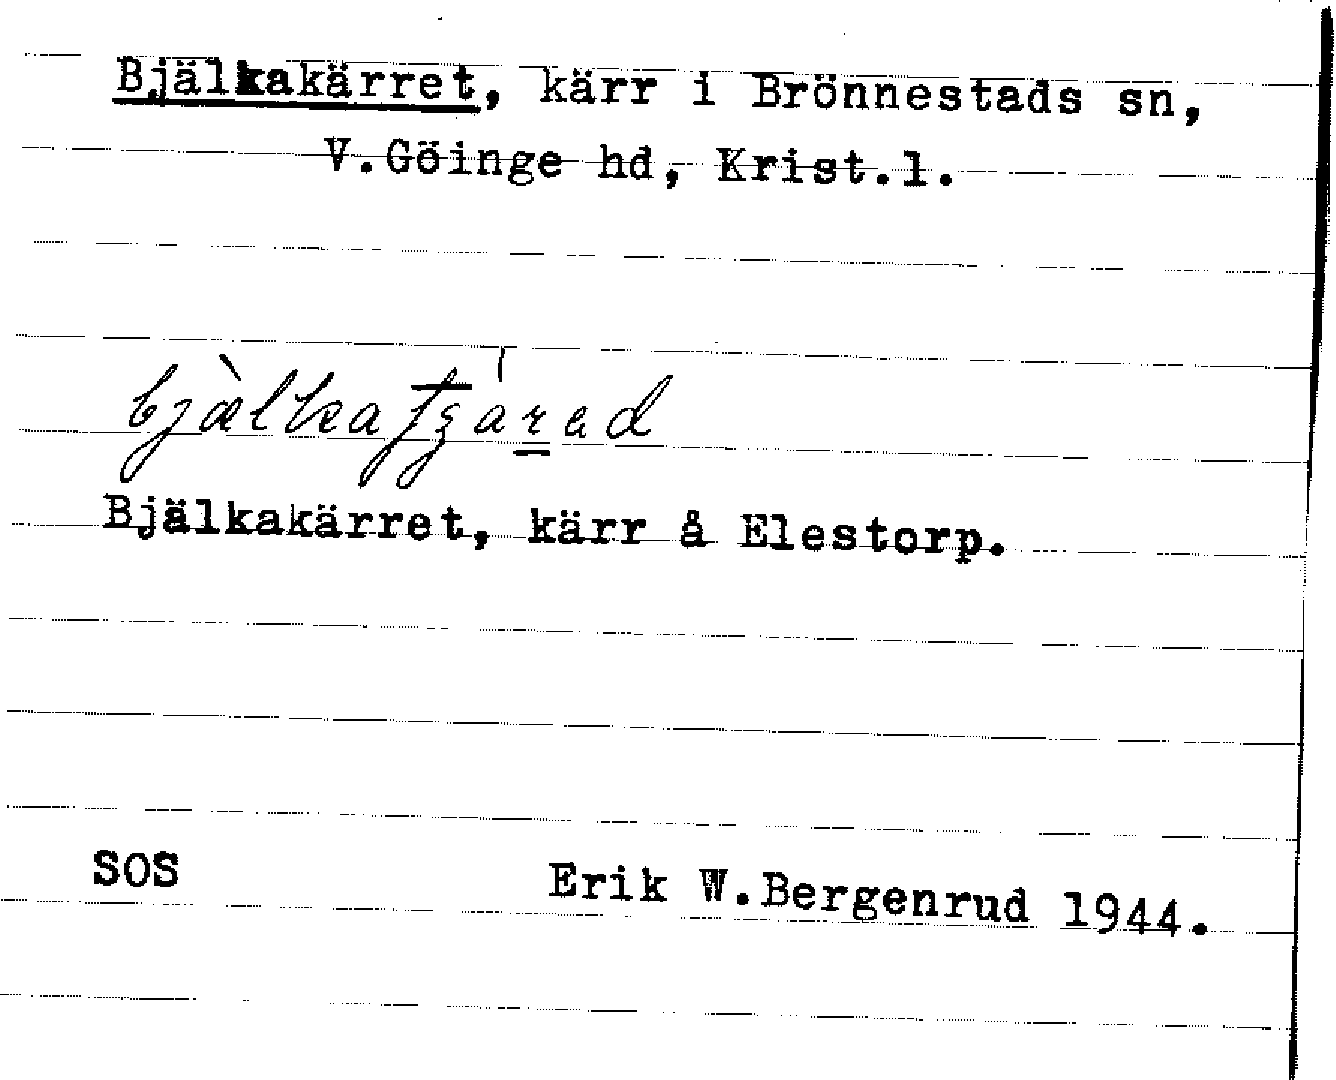 Bjälkakärret, kärr i Brönnestads sn,
V.Göinge hd, Krist.l.
Bjälkakärret, kärr å Elestorp.
SOS Erik W.Bergenrud 1944.